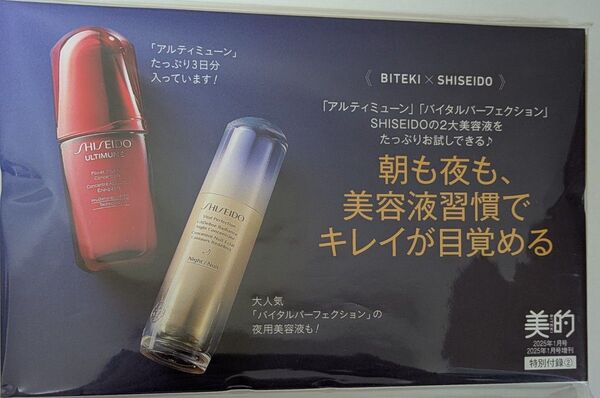 「アルティミューン」
たっぷり3日分
入っています!
《 BITEKI × SHISEIDO 》
「アルティミューン」「バイタルパーフェクション」
SHISEIDOの2大美容液を
たっぷりお試しできる♪
朝も夜も、
美容液習慣で
キレイが目覚める
SHISEIDO
ULTIMUNE
SHISEIDO
Vital Perfection
Night Concentrate
Night / Nuit
大人気
「バイタルパーフェクション」の
夜用美容液も!
美的
2025年1月号
2025年1月号増刊
特別付録②